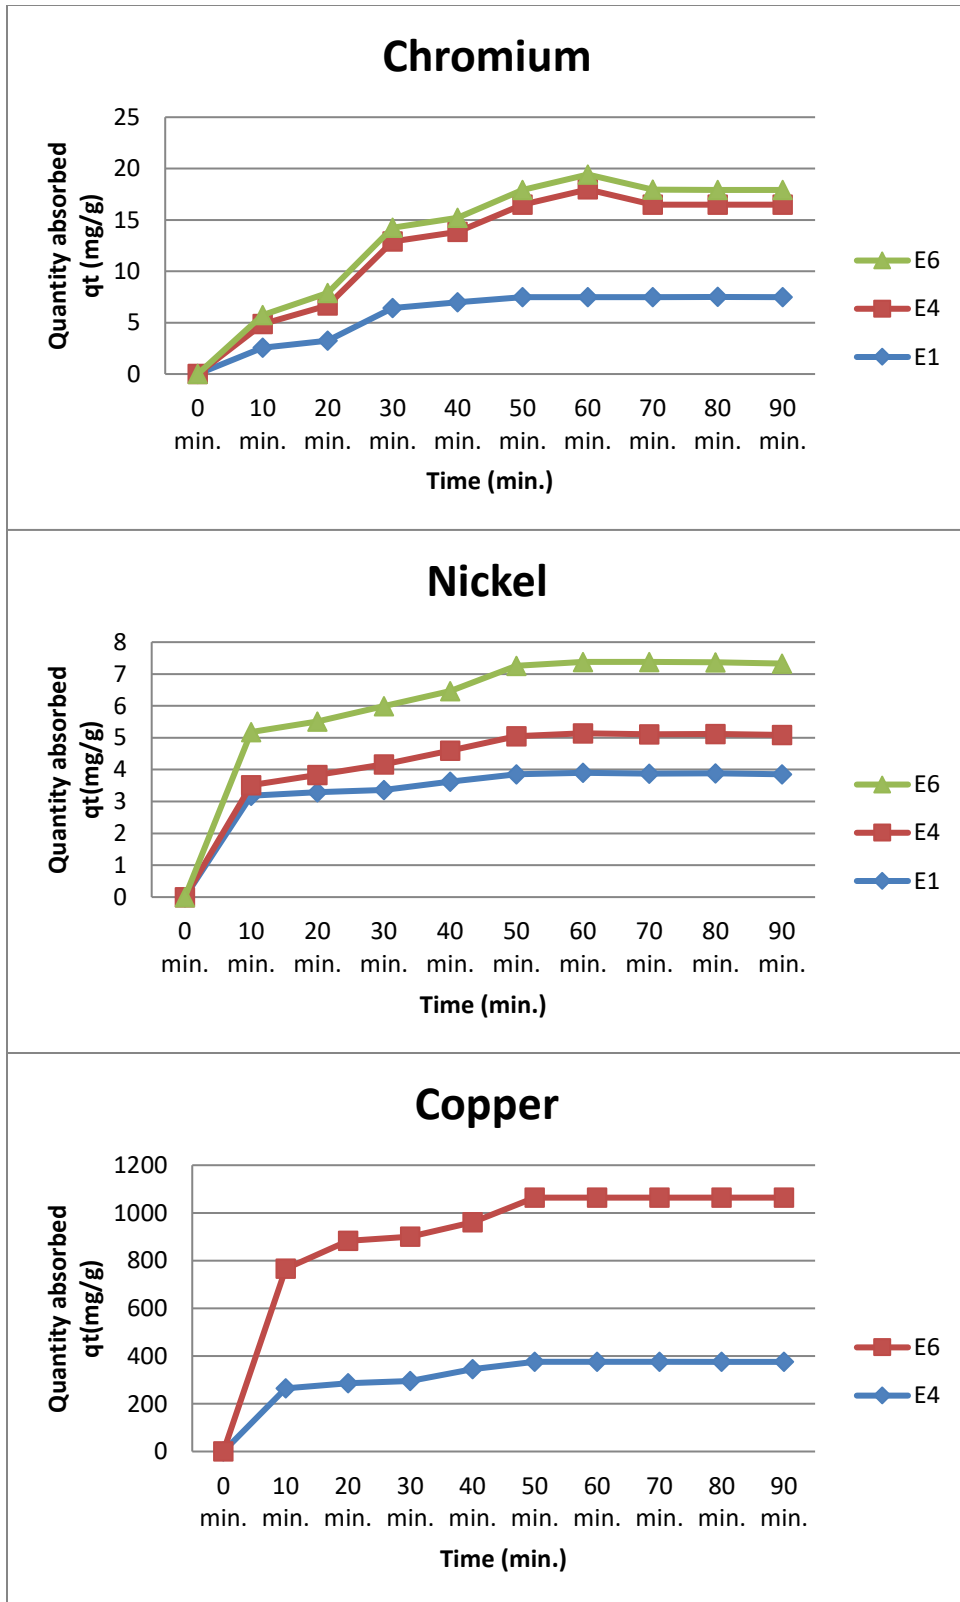 Chromium
Quantity absorbed
qt (mg/g)
25
20
15
10
5
0
0 10 20 30 40 50 60 70 80 90
min. min. min. min. min. min. min. min. min. min.
Time (min.)
E6
E4
E1
Nickel
Quantity absorbed
qt(mg/g)
8
7
6
5
4
3
2
1
0
0 10 20 30 40 50 60 70 80 90
min. min. min. min. min. min. min. min. min. min.
Time (min.)
E6
E4
E1
Copper
Quantity absorbed
qt(mg/g)
1200
1000
800
600
400
200
0
0 10 20 30 40 50 60 70 80 90
min. min. min. min. min. min. min. min. min. min.
Time (min.)
E6
E4